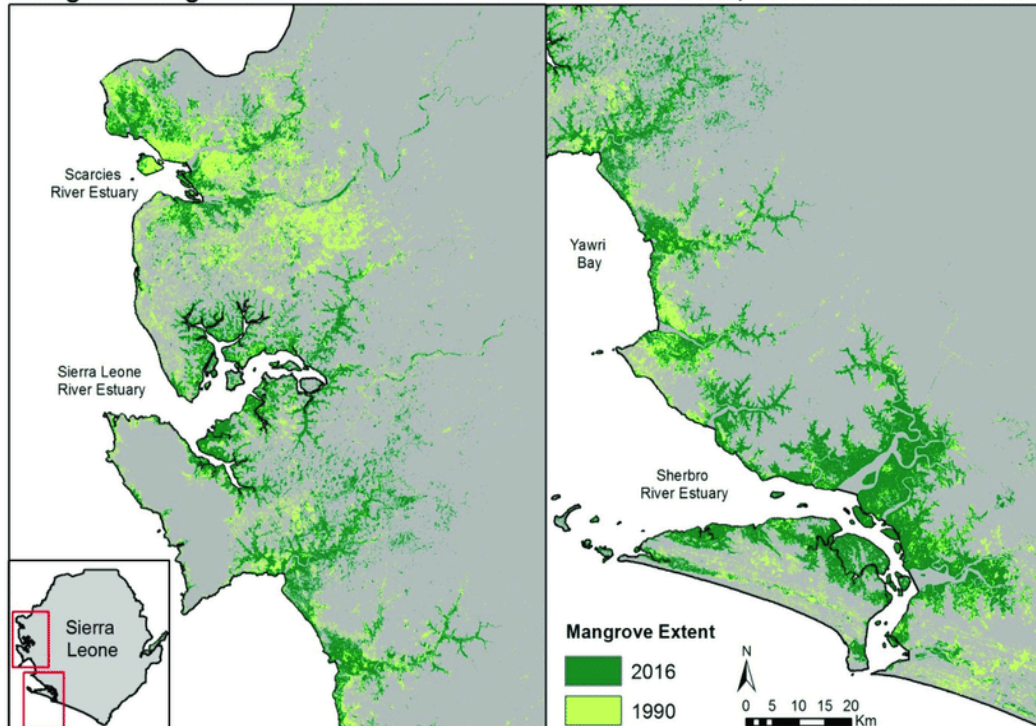 Scarcies
River Estuary
Sierra Leone
River Estuary
Sierra
Leone
Yawri
Bay
Sherbro
River Estuary
Mangrove Extent
2016
1990
N
0 5 10 15 20
Km